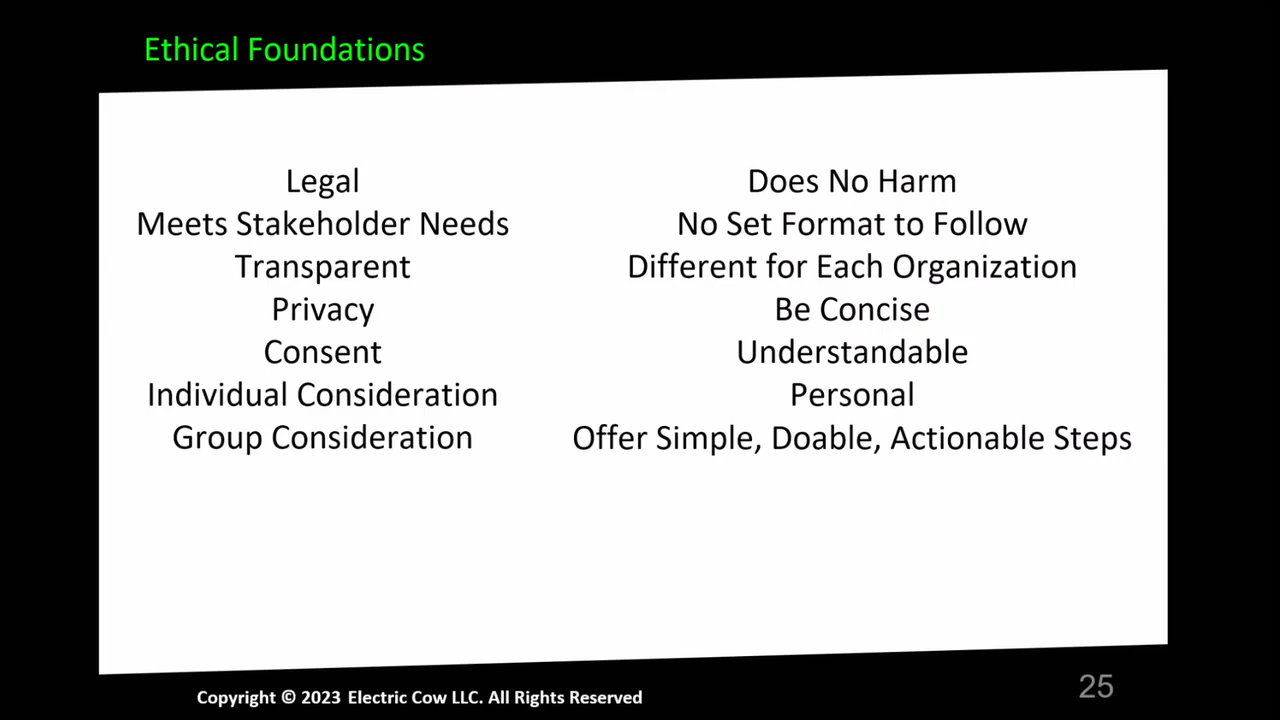 Ethical Foundations
Legal
Meets Stakeholder Needs
Transparent
Privacy
Consent
Individual Consideration
Group Consideration
Does No Harm
No Set Format to Follow
Different for Each Organization
Be Concise
Understandable
Personal
Offer Simple, Doable, Actionable Steps
Copyright © 2023 Electric Cow LLC. All Rights Reserved
25